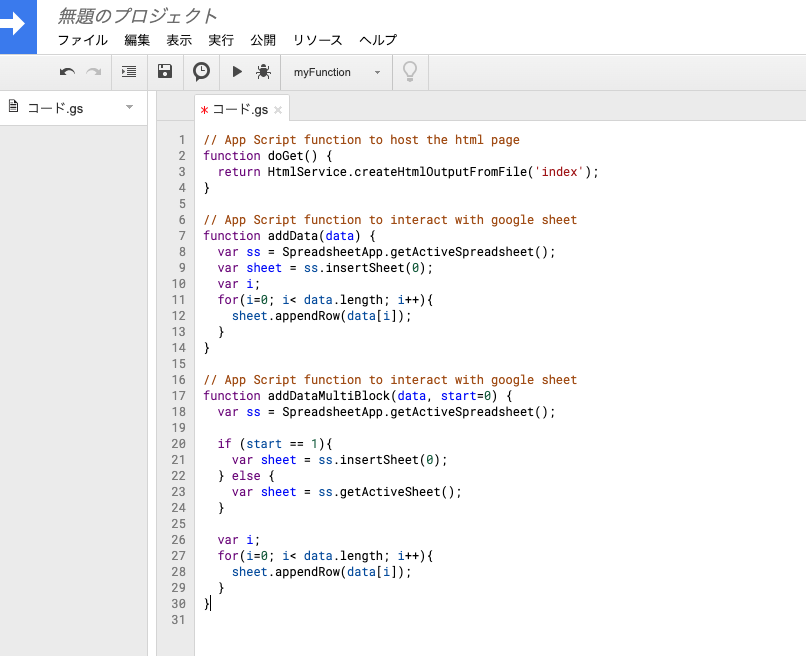 無題のプロジェクト
ファイル 編集 表示 実行 公開 リソース ヘルプ
myFunction
コード.gs
* コード.gs ×
1 // App Script function to host the html page
2 function doGet() {
3   return HtmlService.createHtmlOutputFromFile('index');
4 }
5
6 // App Script function to interact with google sheet
7 function addData(data) {
8   var ss = SpreadsheetApp.getActiveSpreadsheet();
9   var sheet = ss.insertSheet(0);
10   var i;
11   for(i=0; i< data.length; i++){
12     sheet.appendRow(data[i]);
13   }
14 }
15
16 // App Script function to interact with google sheet
17 function addDataMultiBlock(data, start=0) {
18   var ss = SpreadsheetApp.getActiveSpreadsheet();
19
20   if (start == 1){
21     var sheet = ss.insertSheet(0);
22   } else {
23     var sheet = ss.getActiveSheet();
24   }
25
26   var i;
27   for(i=0; i< data.length; i++){
28     sheet.appendRow(data[i]);
29   }
30 }
31